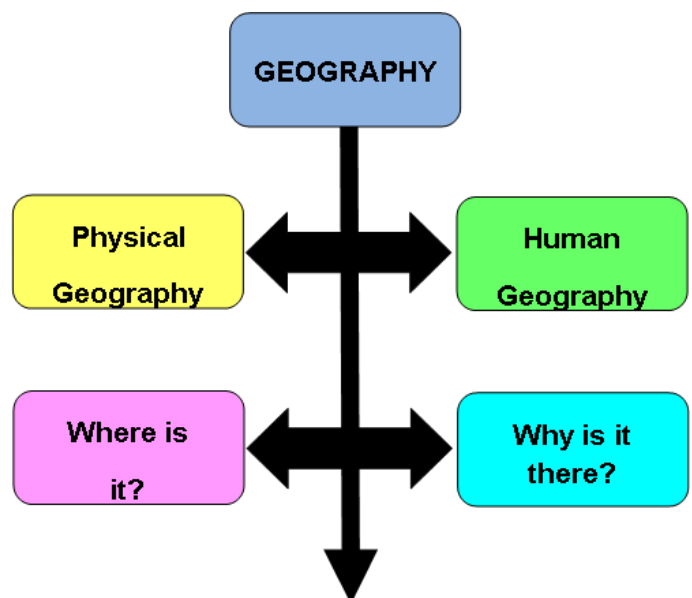 GEOGRAPHY
Physical
Geography
Human
Geography
Where is
it?
Why is it
there?